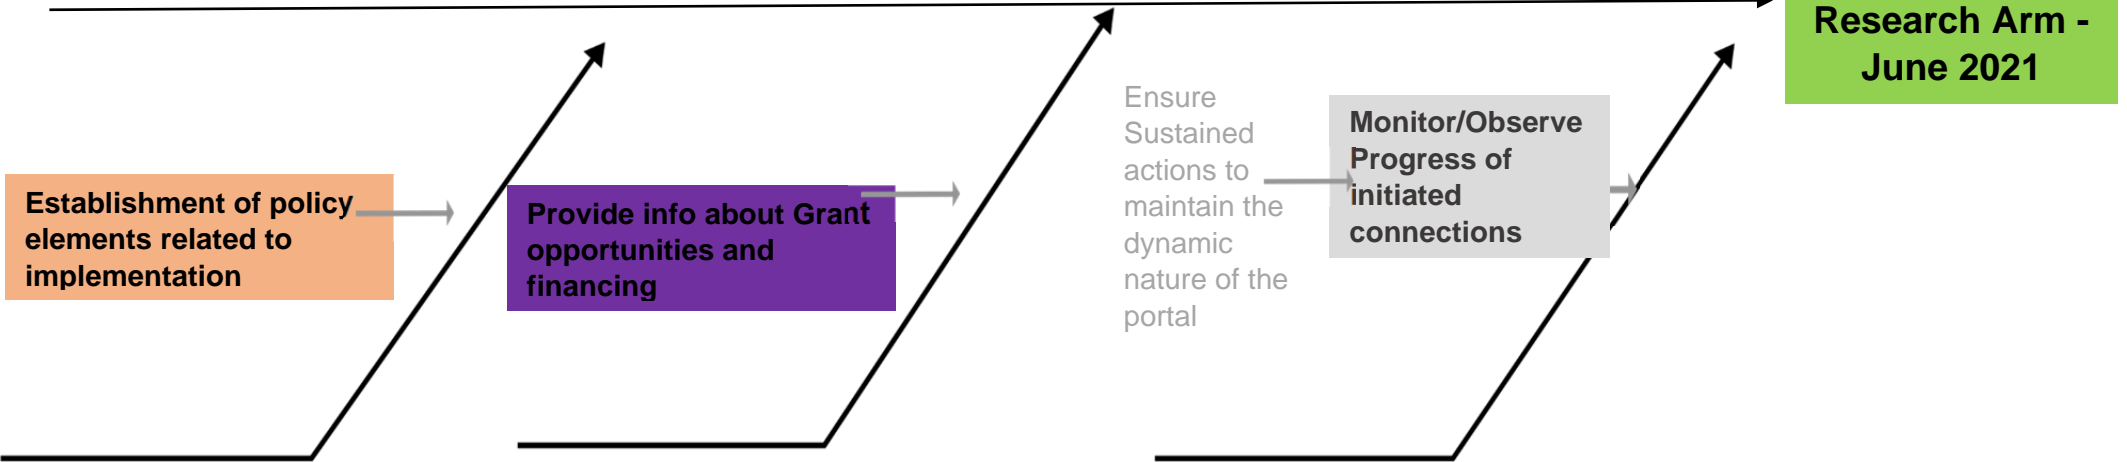 Research Arm -
June 2021
Establishment of policy
elements related to
implementation
Provide info about Grant
opportunities and
financing
Ensure
Sustained
actions to
maintain the
dynamic
nature of the
portal
Monitor/Observe
Progress of
initiated
connections